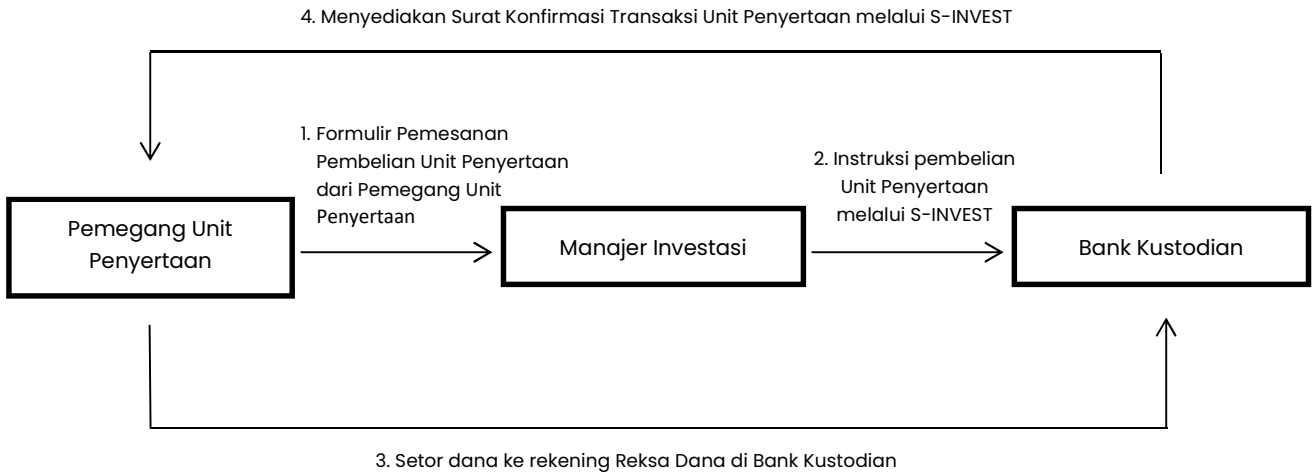 4. Menyediakan Surat Konfirmasi Transaksi Unit Penyertaan melalui S-INVEST
1. Formulir Pemesanan
Pembelian Unit Penyertaan
dari Pemegang Unit
Penyertaan
2. Instruksi pembelian
Unit Penyertaan
melalui S-INVEST
Pemegang Unit
Penyertaan
Manajer Investasi
Bank Kustodian
3. Setor dana ke rekening Reksa Dana di Bank Kustodian